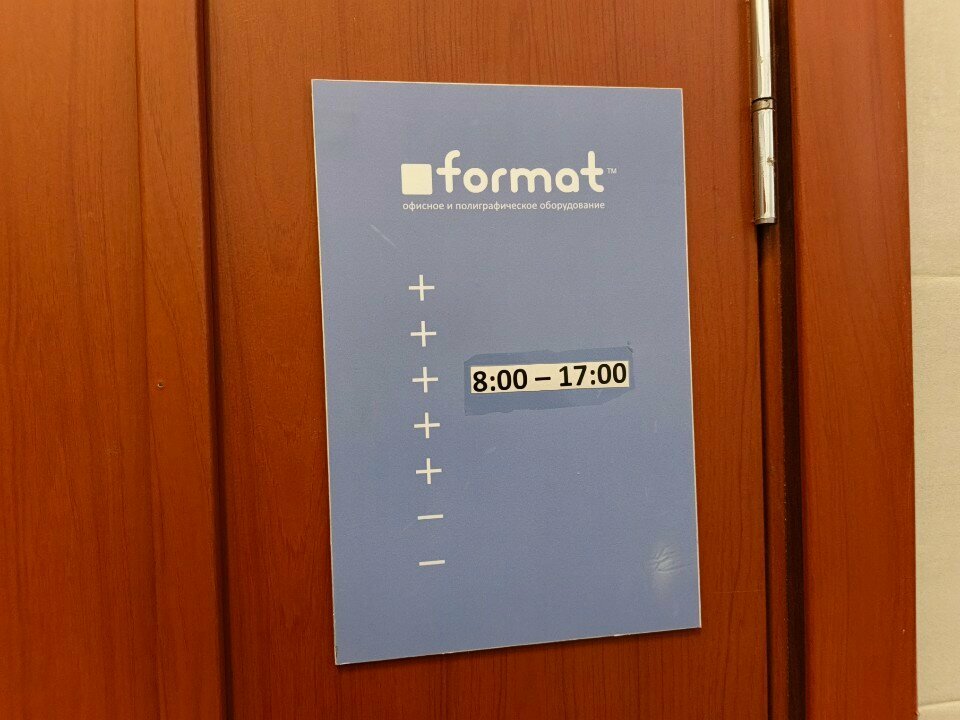 format™
офисное и полиграфическое оборудование
+
+
+
8:00 – 17:00
+
+
–
–